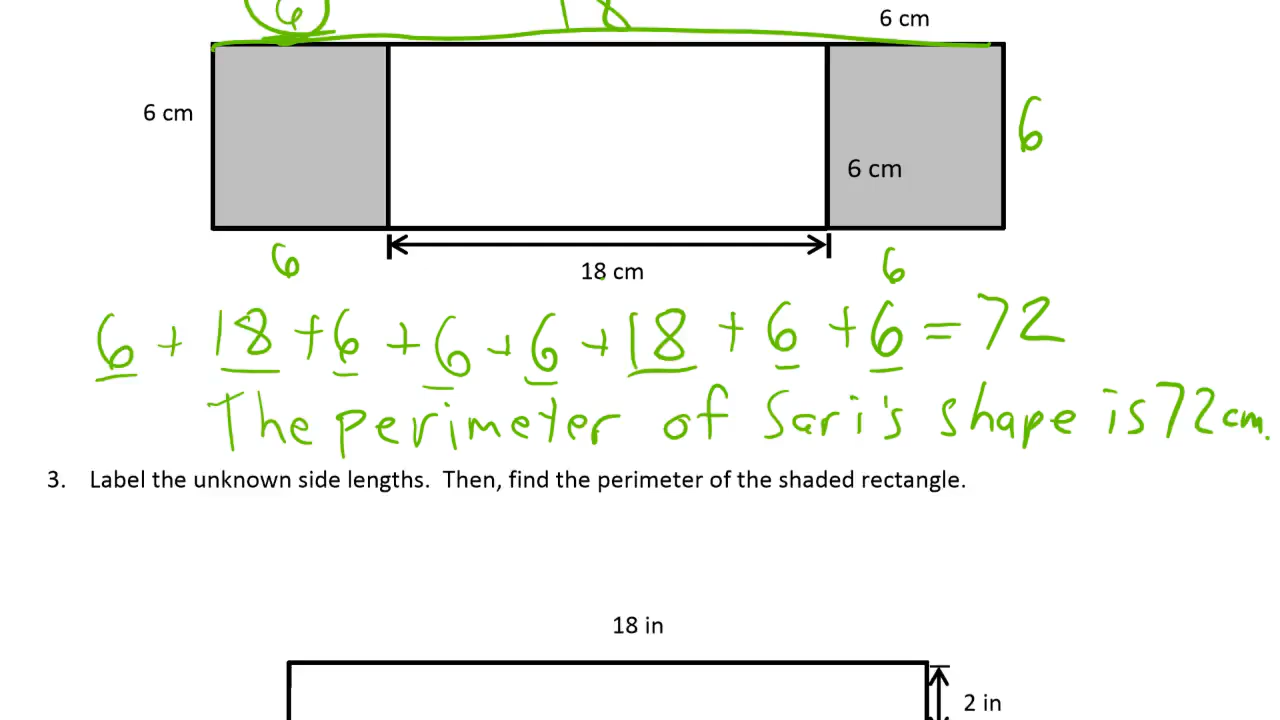 6 18 6 cm
6 cm 6
6 cm
6 6
18 cm
6 + 18 + 6 + 6 + 6 + 18 + 6 + 6 = 72
The perimeter of Sari's shape is 72 cm.
3. Label the unknown side lengths. Then, find the perimeter of the shaded rectangle.
18 in
2 in